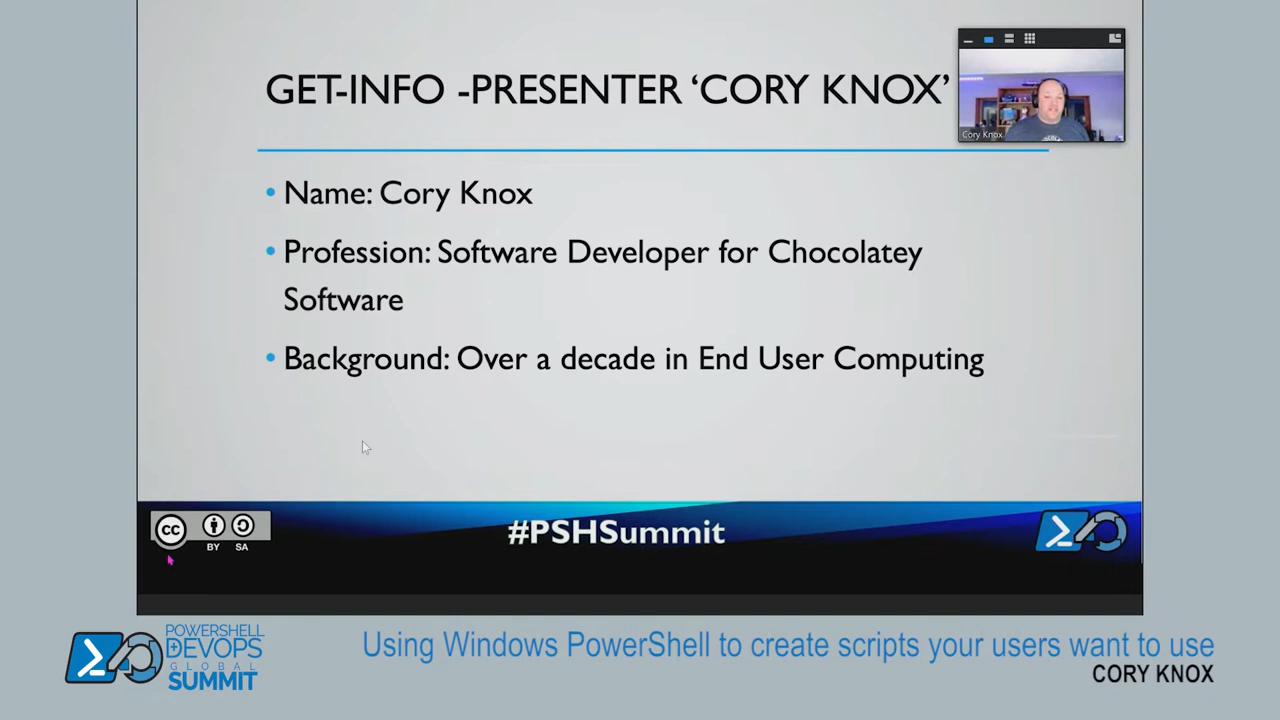 GET-INFO -PRESENTER ‘CORY KNOX’
Cory Knox
• Name: Cory Knox
• Profession: Software Developer for Chocolatey
Software
• Background: Over a decade in End User Computing
cc
BY SA
#PSHSummit
POWERSHELL
DEVOPS
GLOBAL
SUMMIT
Using Windows PowerShell to create scripts your users want to use
CORY KNOX